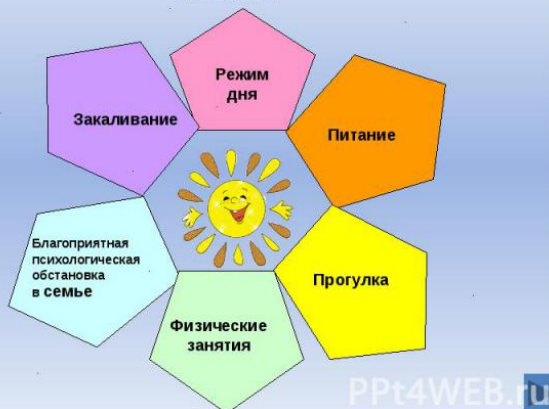 Режим
дня
Питание
Прогулка
Физические
занятия
Благоприятная
психологическая
обстановка
в семье
Закаливание
PPt4WEB.ru